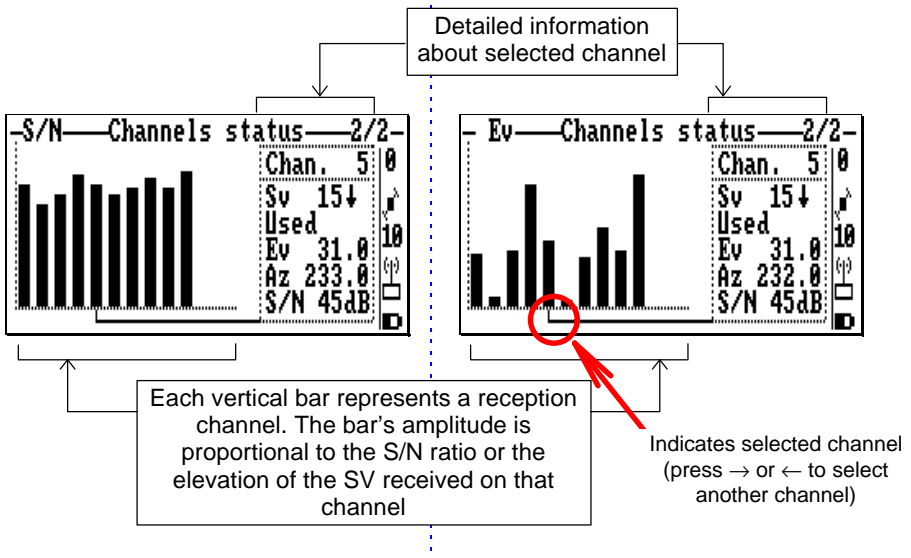 Detailed information
about selected channel
S/N Channels status 2/2
Chan. 5
Sv 15↓
Used
Ev 31.0
Az 233.0
S/N 45dB
0
10
Ev Channels status 2/2
Chan. 5
Sv 15↓
Used
Ev 31.0
Az 232.0
S/N 45dB
0
10
Each vertical bar represents a reception
channel. The bar’s amplitude is
proportional to the S/N ratio or the
elevation of the SV received on that
channel
Indicates selected channel
(press → or ← to select
another channel)